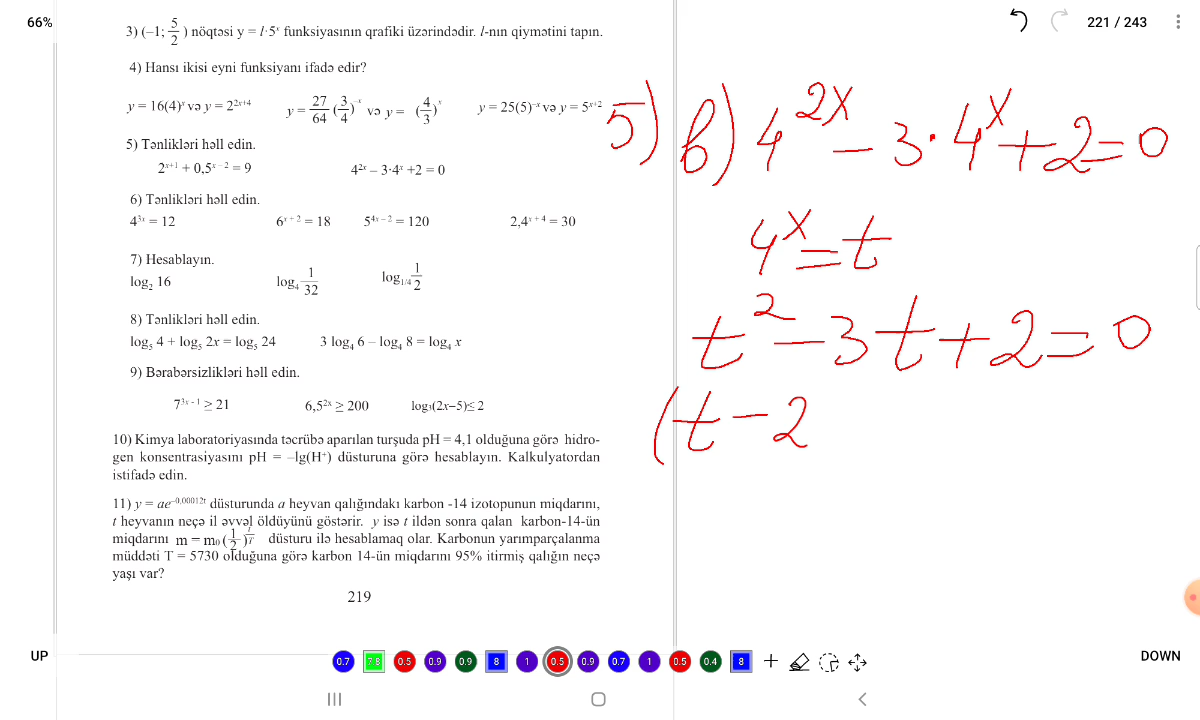 66%
221 / 243
3) (–1; 5/2 ) nöqtəsi y = l·5ˣ funksiyasının qrafiki üzərindədir. l-nın qiymətini tapın.
4) Hansı ikisi eyni funksiyanı ifadə edir?
y = 16(4)ˣ və y = 2²ˣ⁺⁴ y = 27/64 (3/4)⁻ˣ və y = (4/3)ˣ y = 25(5)⁻ˣ və y = 5ˣ⁺²
5) Tənlikləri həll edin.
2ˣ⁺¹ + 0,5ˣ⁻² = 9 4²ˣ – 3·4ˣ +2 = 0
6) Tənlikləri həll edin.
4³ˣ = 12 6ˣ⁺² = 18 5⁴ˣ⁻² = 120 2,4ˣ⁺⁴ = 30
7) Hesablayın.
log₂ 16 log₄ 1/32 log₁/₄ 1/2
8) Tənlikləri həll edin.
log₅ 4 + log₅ 2x = log₅ 24 3 log₄ 6 – log₄ 8 = log₄ x
9) Bərabərsizlikləri həll edin.
7³ˣ⁻¹ ≥ 21 6,5²ˣ ≥ 200 log₃(2x–5)≤ 2
10) Kimya laboratoriyasında təcrübə aparılan turşuda pH = 4,1 olduğuna görə hidro-
gen konsentrasiyasını pH = –lg(H⁺) düsturuna görə hesablayın. Kalkulyatordan
istifadə edin.
11) y = ae⁻⁰·⁰⁰⁰¹²ᵗ düsturunda a heyvan qalığındakı karbon -14 izotopunun miqdarını,
t heyvanın neçə il əvvəl öldüyünü göstərir. y isə t ildən sonra qalan karbon-14-ün
miqdarını m = m₀ (1/2)^(t/T) düsturu ilə hesablamaq olar. Karbonun yarımparçalanma
müddəti T = 5730 olduğuna görə karbon 14-ün miqdarını 95% itirmiş qalığın neçə
yaşı var?
219
5) b) 4²ˣ – 3·4ˣ + 2 = 0
4ˣ = t
t² – 3t + 2 = 0
(t – 2
UP
DOWN
0.7 7.8 0.5 0.9 0.9 8 1 0.5 0.9 0.7 1 0.5 0.4 8